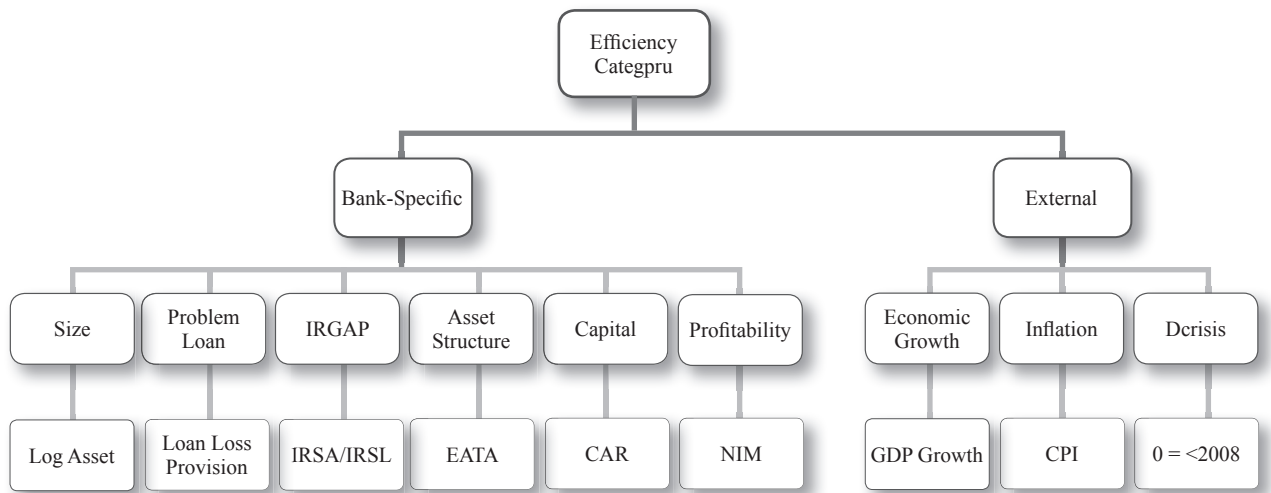 Efficiency
Categpru
Bank-Specific
External
Size
Problem
Loan
IRGAP
Asset
Structure
Capital
Profitability
Economic
Growth
Inflation
Dcrisis
Log Asset
Loan Loss
Provision
IRSA/IRSL
EATA
CAR
NIM
GDP Growth
CPI
0 = <2008